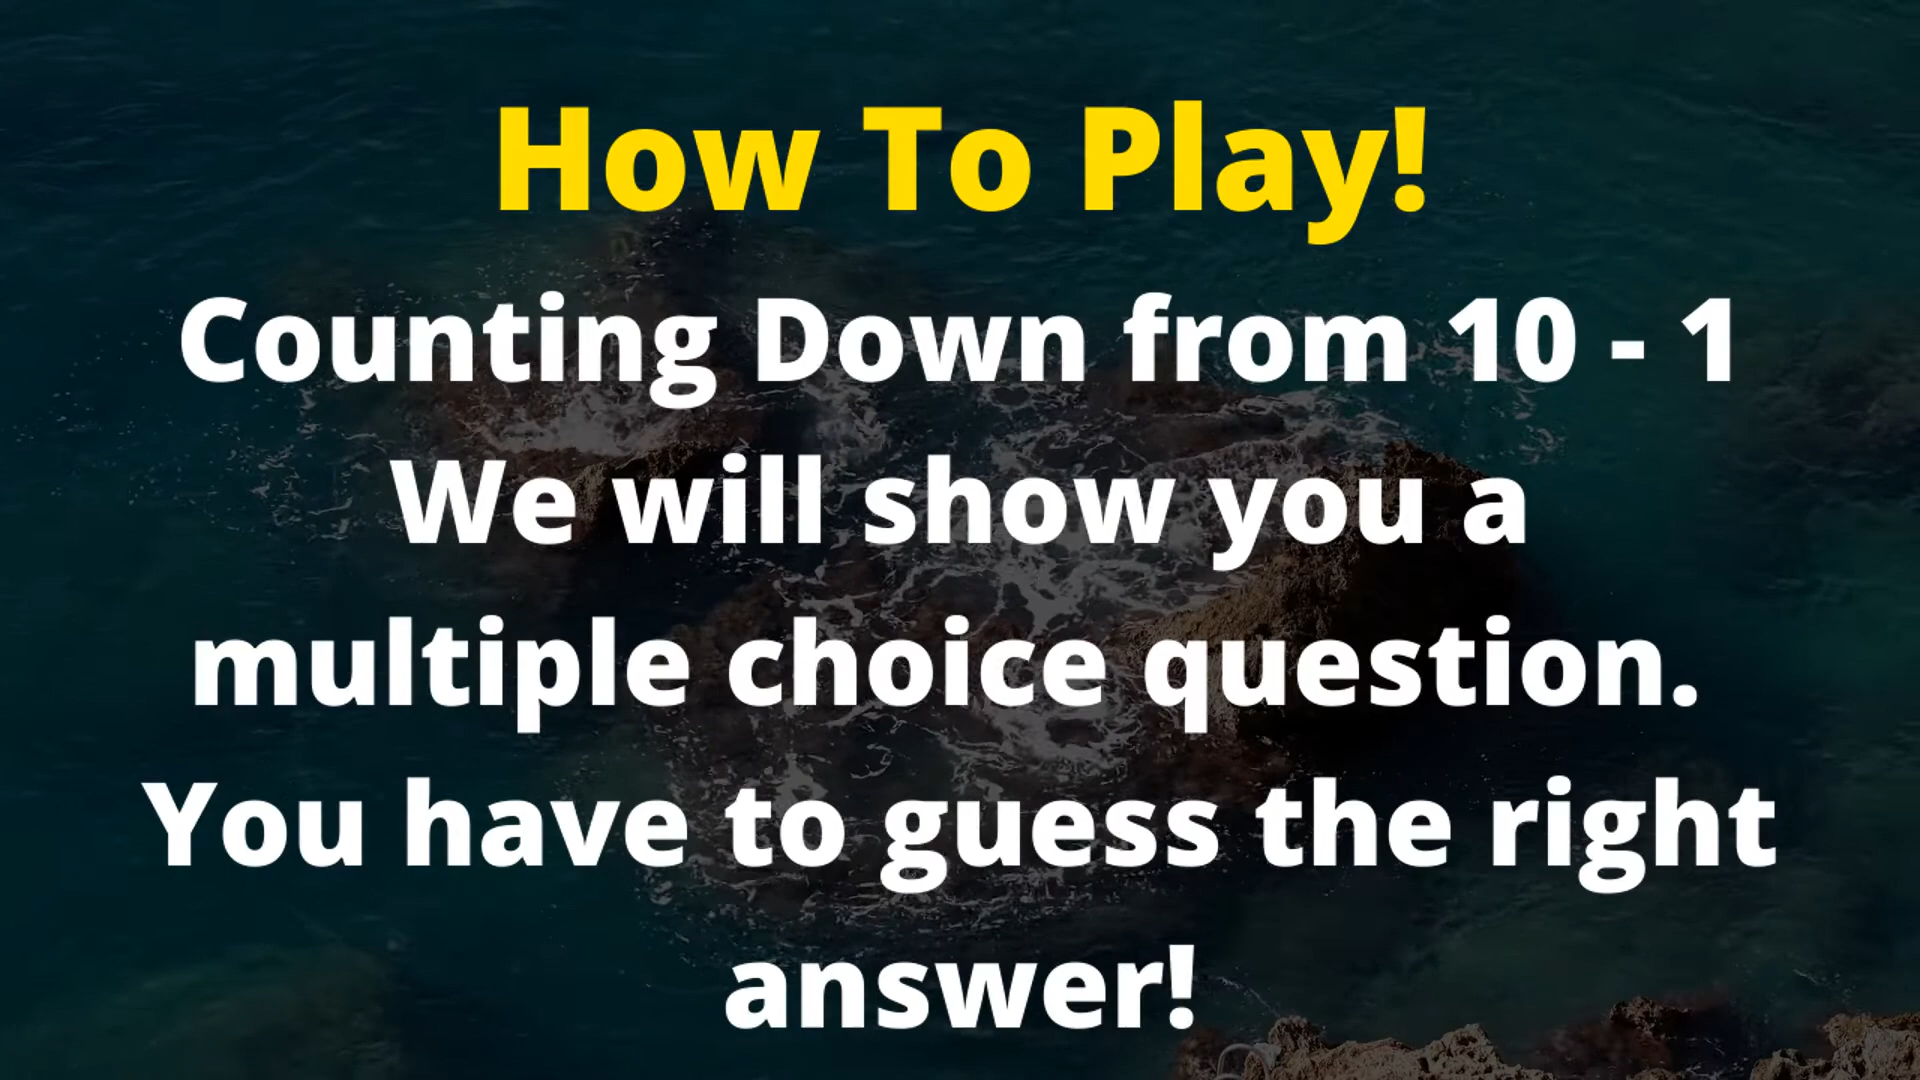 How To Play!
Counting Down from 10 - 1
We will show you a
multiple choice question.
You have to guess the right
answer!